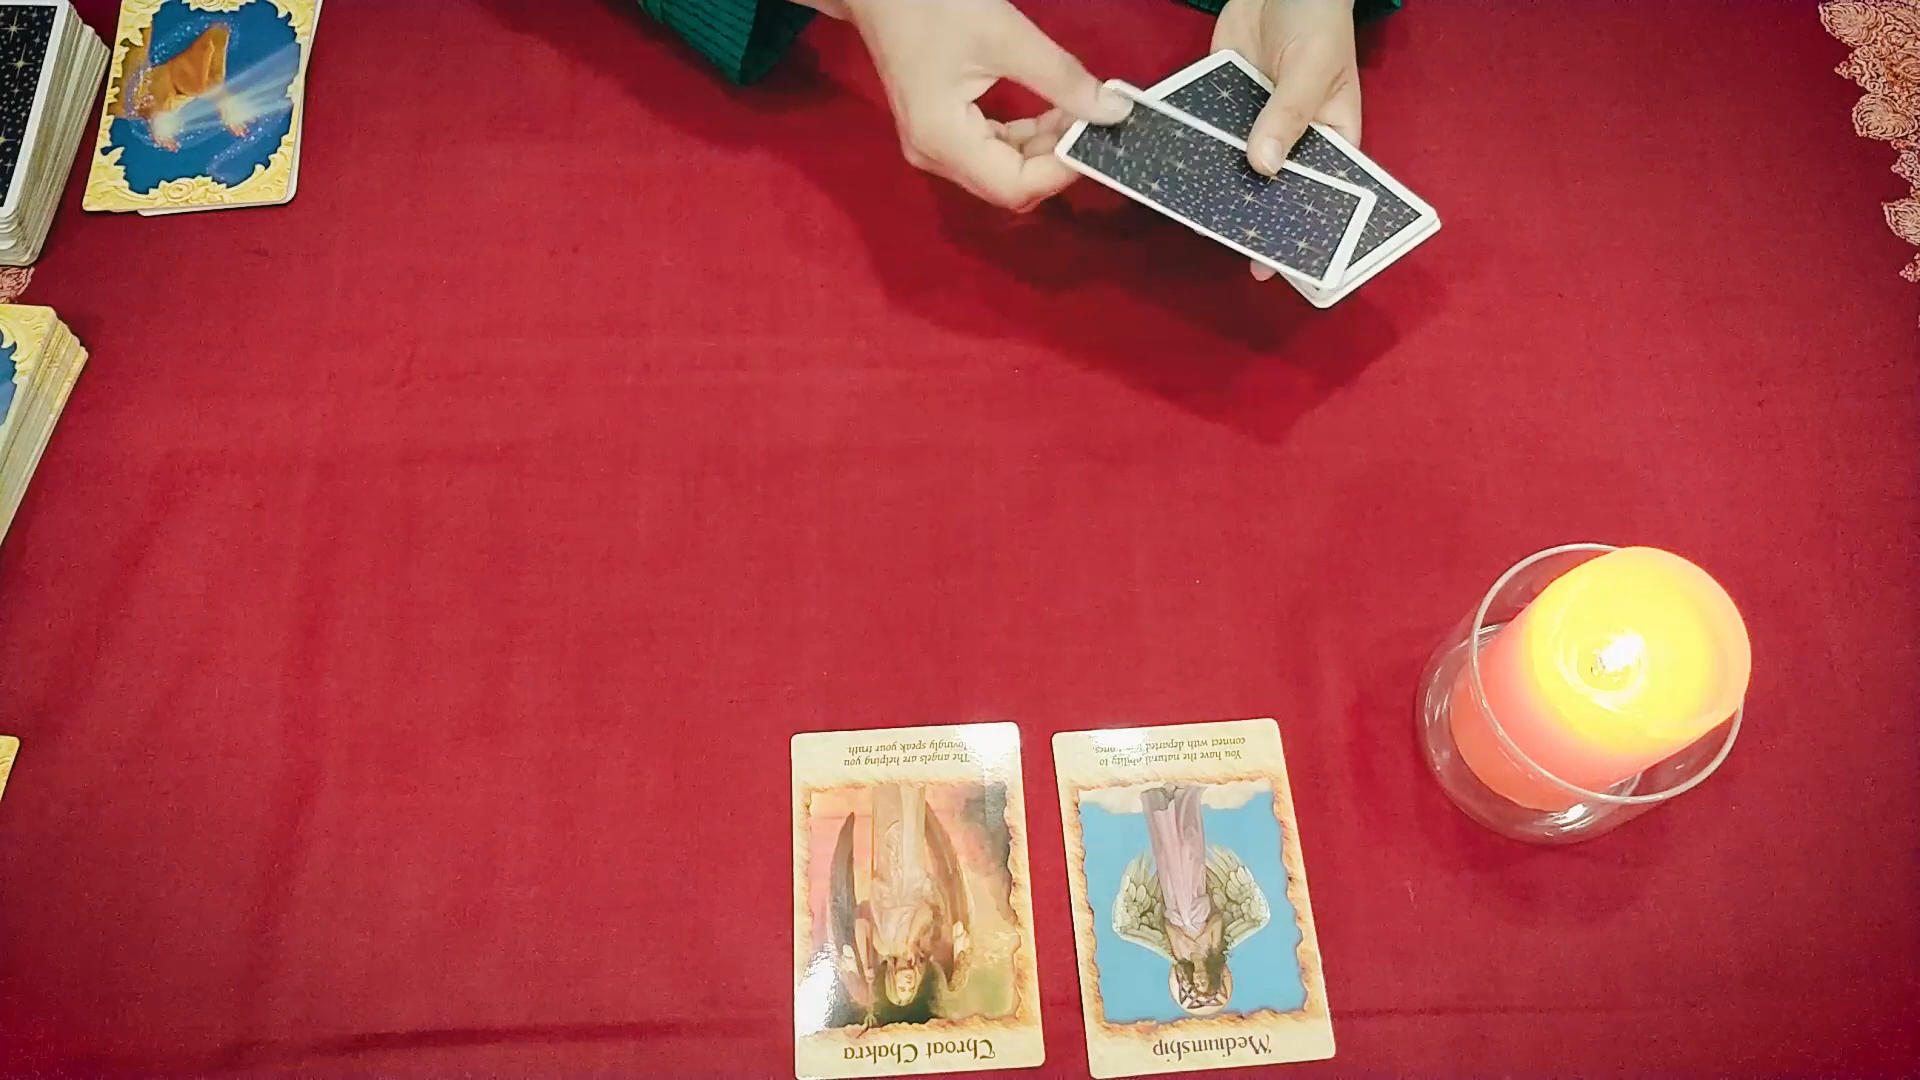 Throat Chakra
The angels are helping you
lovingly speak your truth.
Mediumship
You have the natural ability to
connect with departed